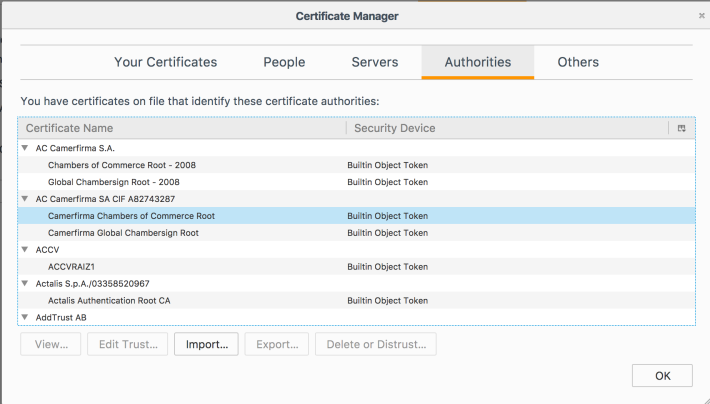 Certificate Manager
Your Certificates People Servers Authorities Others
You have certificates on file that identify these certificate authorities:
Certificate Name Security Device
AC Camerfirma S.A.
Chambers of Commerce Root - 2008 Builtin Object Token
Global Chambersign Root - 2008 Builtin Object Token
AC Camerfirma SA CIF A82743287
Camerfirma Chambers of Commerce Root Builtin Object Token
Camerfirma Global Chambersign Root Builtin Object Token
ACCV
ACCVRAIZ1 Builtin Object Token
Actalis S.p.A./03358520967
Actalis Authentication Root CA Builtin Object Token
AddTrust AB
View... Edit Trust... Import... Export... Delete or Distrust...
OK